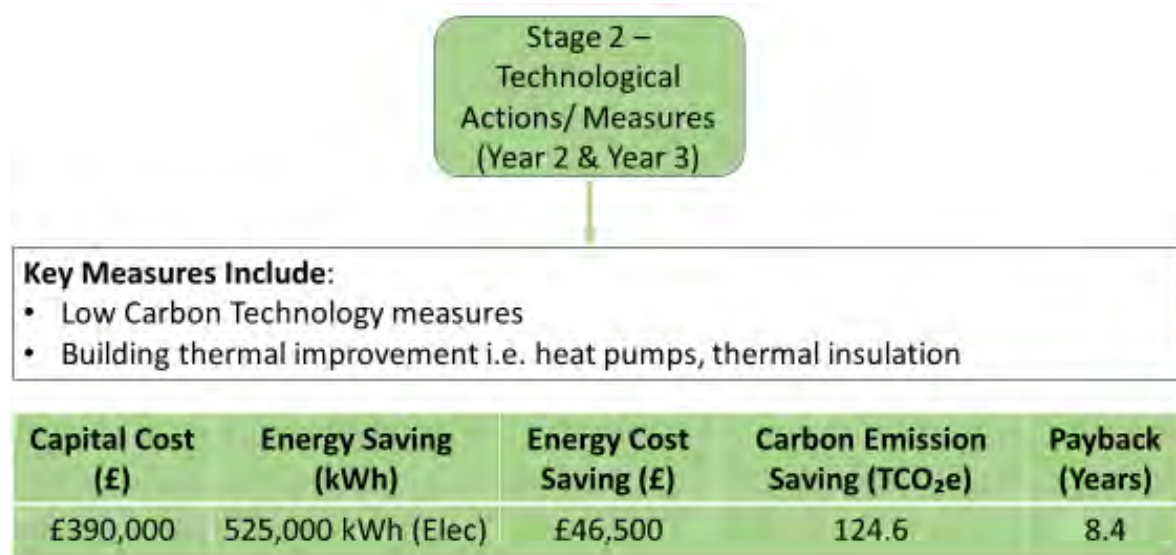 Stage 2 –
Technological
Actions/ Measures
(Year 2 & Year 3)
Key Measures Include:
• Low Carbon Technology measures
• Building thermal improvement i.e. heat pumps, thermal insulation
Capital Cost (£) Energy Saving (kWh) Energy Cost Saving (£) Carbon Emission Saving (TCO₂e) Payback (Years)
£390,000 525,000 kWh (Elec) £46,500 124.6 8.4